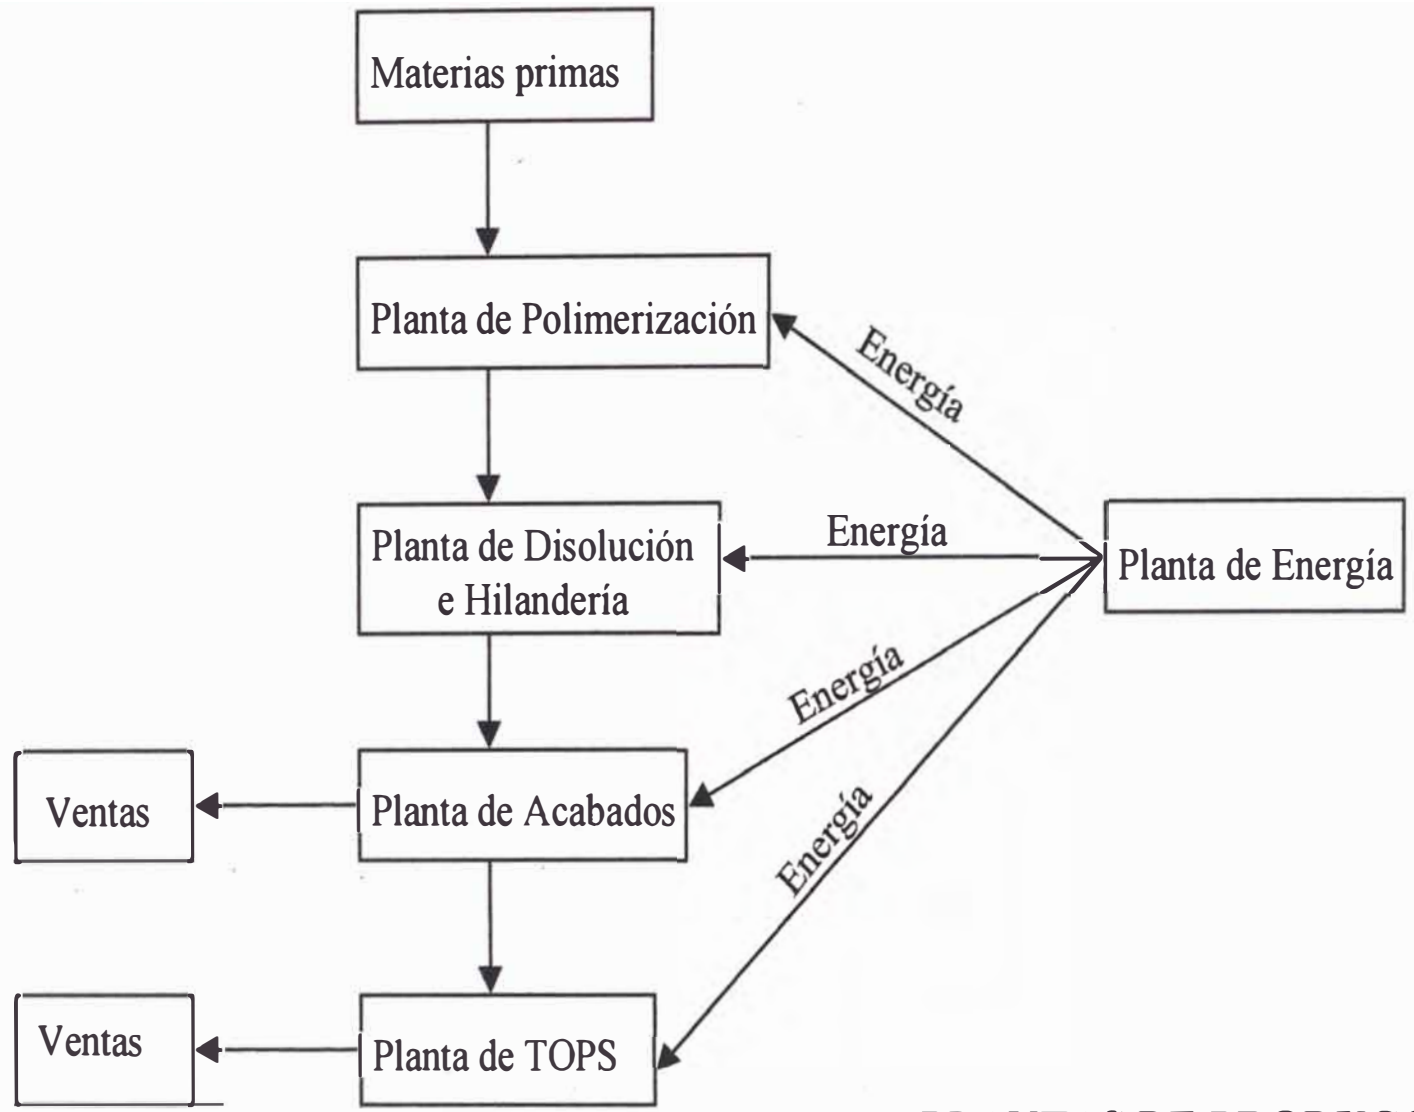 Materias primas
Planta de Polimerización
Energía
Planta de Disolución
e Hilandería
Energía
Planta de Energía
Energía
Ventas
Planta de Acabados
Energía
Ventas
Planta de TOPS